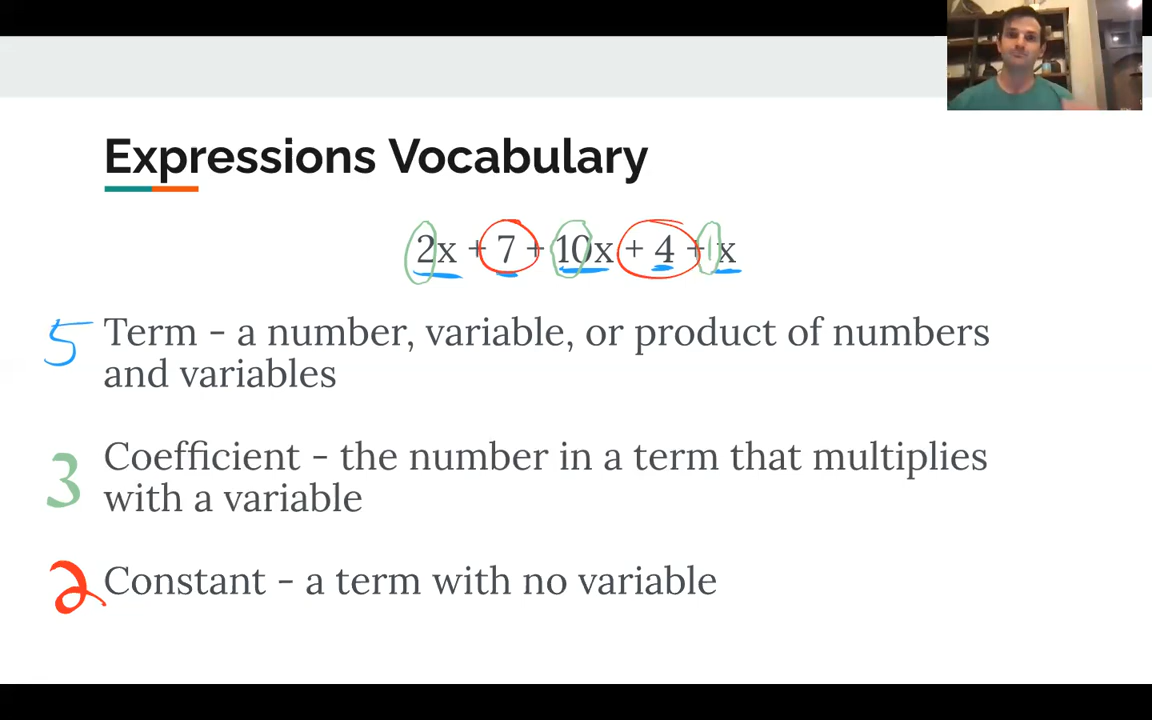 Expressions Vocabulary
2x + 7 + 10x + 4 + 1x
5 Term - a number, variable, or product of numbers
and variables
3 Coefficient - the number in a term that multiplies
with a variable
2 Constant - a term with no variable